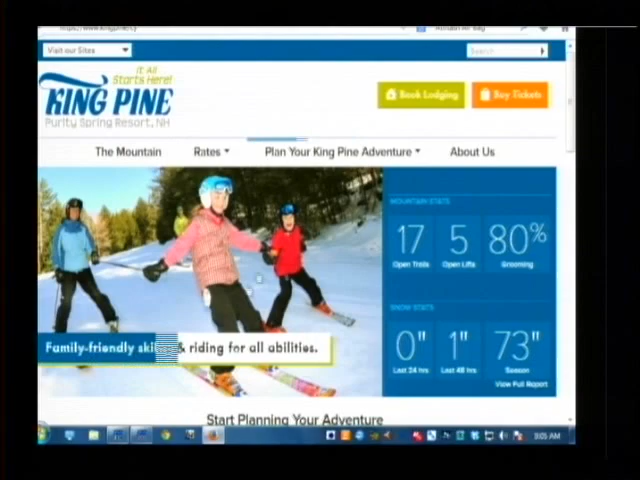 Visit our Sites
Search
It All
Starts Here!
KING PINE
Purity Spring Resort, NH
Book Lodging
Buy Tickets
The Mountain
Rates
Plan Your King Pine Adventure
About Us
MOUNTAIN STATS
17
Open Trails
5
Open Lifts
80%
Grooming
SNOW STATS
0"
Last 24 hrs
1"
Last 48 hrs
73"
Season
View Full Report
& riding for all abilities.
Family-friendly
Start Planning Your Adventure
9:05 AM